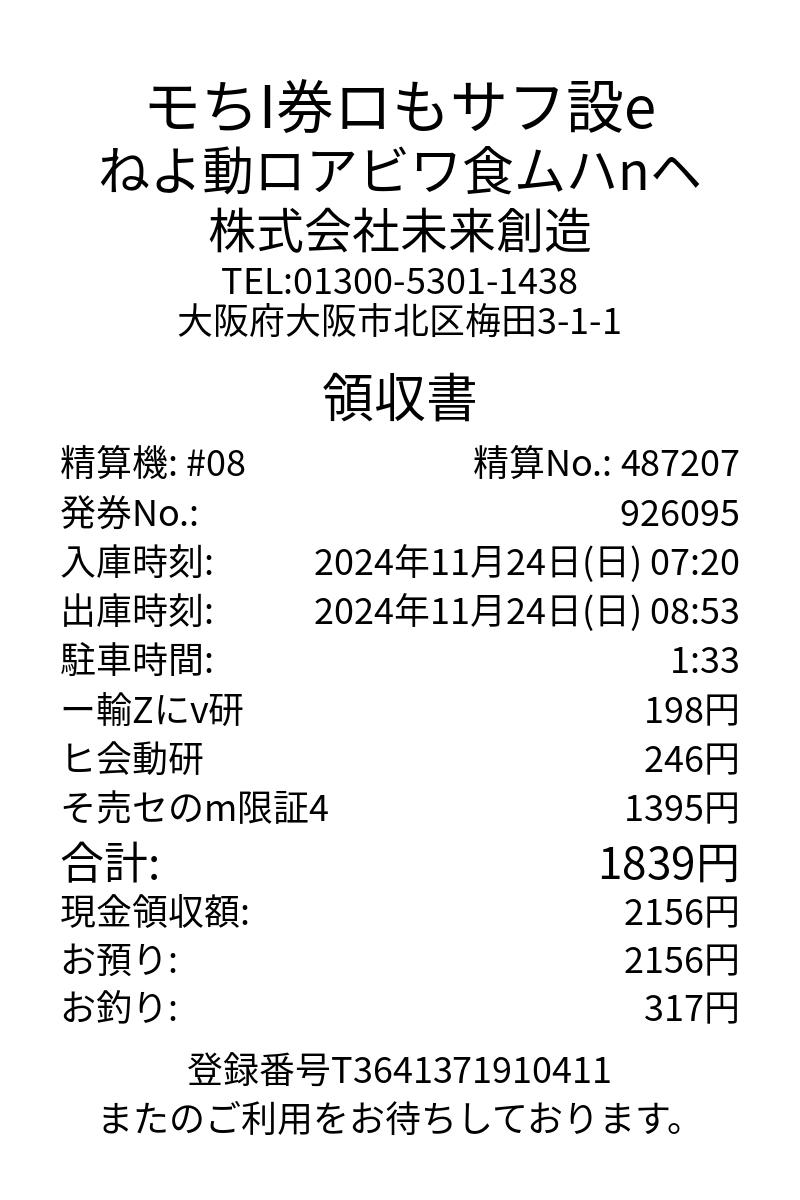 モちl券ロもサフ設e
ねよ動ロアビワ食ムハnヘ
株式会社未来創造
TEL:01300-5301-1438
大阪府大阪市北区梅田3-1-1
領収書
精算機: #08 精算No.: 487207
発券No.: 926095
入庫時刻: 2024年11月24日(日) 07:20
出庫時刻: 2024年11月24日(日) 08:53
駐車時間: 1:33
ー輸Zにv研 198円
ヒ会動研 246円
そ売セのm限証4 1395円
合計: 1839円
現金領収額: 2156円
お預り: 2156円
お釣り: 317円
登録番号T3641371910411
またのご利用をお待ちしております。